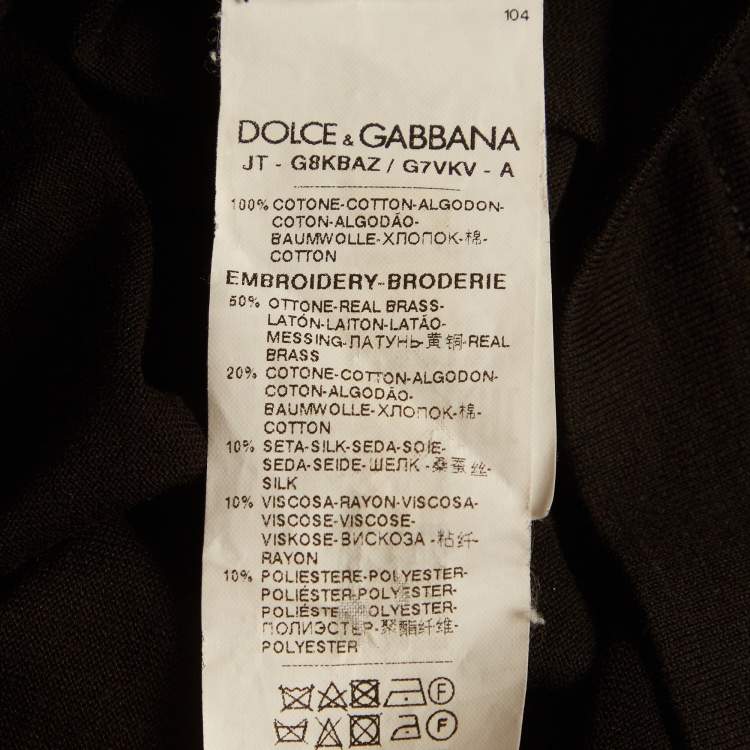 104
DOLCE & GABBANA
JT - G8KBAZ / G7VKV - A
100% COTONE-COTTON-ALGODON-
COTON-ALGODÃO-
BAUMWOLLE-ХЛОПОК-棉-
COTTON
EMBROIDERY-BRODERIE
50% OTTONE-REAL BRASS-
LATÓN-LAITON-LATÃO-
MESSING-ЛАТУНЬ-黄铜-REAL
BRASS
20% COTONE-COTTON-ALGODON-
COTON-ALGODÃO-
BAUMWOLLE-ХЛОПОК-棉-
COTTON
10% SETA-SILK-SEDA-SOIE-
SEDA-SEIDE-ШЕЛК-桑蚕丝-
SILK
10% VISCOSA-RAYON-VISCOSA-
VISCOSE-VISCOSE-
VISKOSE-ВИСКОЗА-粘纤-
RAYON
10% POLIESTERE-POLYESTER-
POLIÉSTER-POLYESTER-
POLIÉSTER-POLYESTER-
ПОЛИЭСТЕР-聚酯纤维-
POLYESTER
F
F